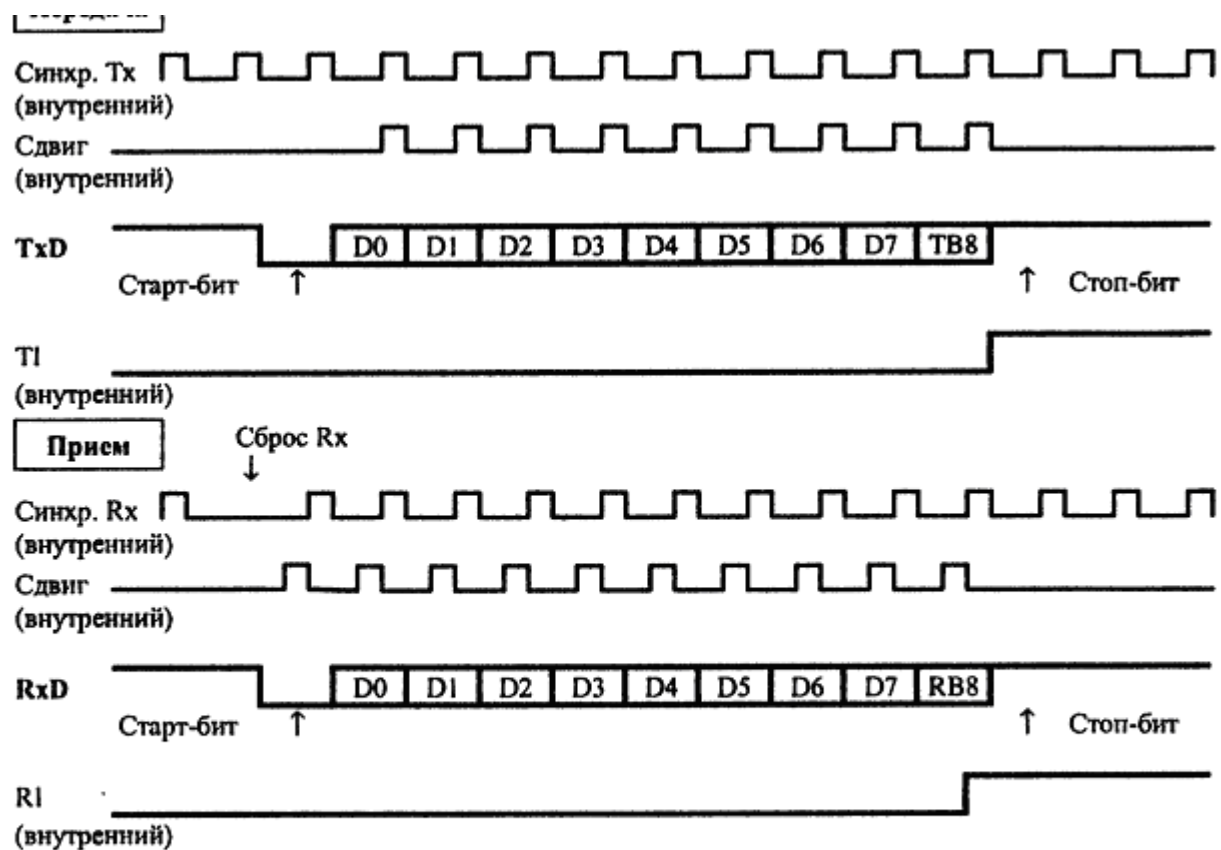 Синхр. Tx
(внутренний)
Сдвиг
(внутренний)
TxD D0 D1 D2 D3 D4 D5 D6 D7 TB8
Старт-бит ↑ ↑ Стоп-бит
TI
(внутренний)
Прием Сброс Rx
↓
Синхр. Rx
(внутренний)
Сдвиг
(внутренний)
RxD D0 D1 D2 D3 D4 D5 D6 D7 RB8
Старт-бит ↑ ↑ Стоп-бит
RI
(внутренний)